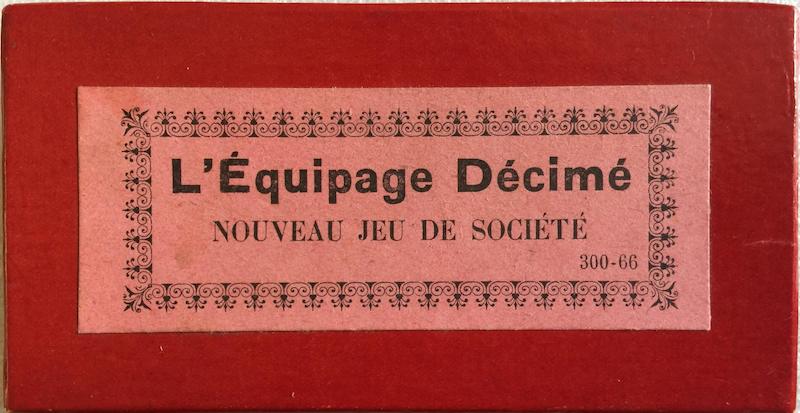 L'Équipage Décimé
NOUVEAU JEU DE SOCIÉTÉ
300-66